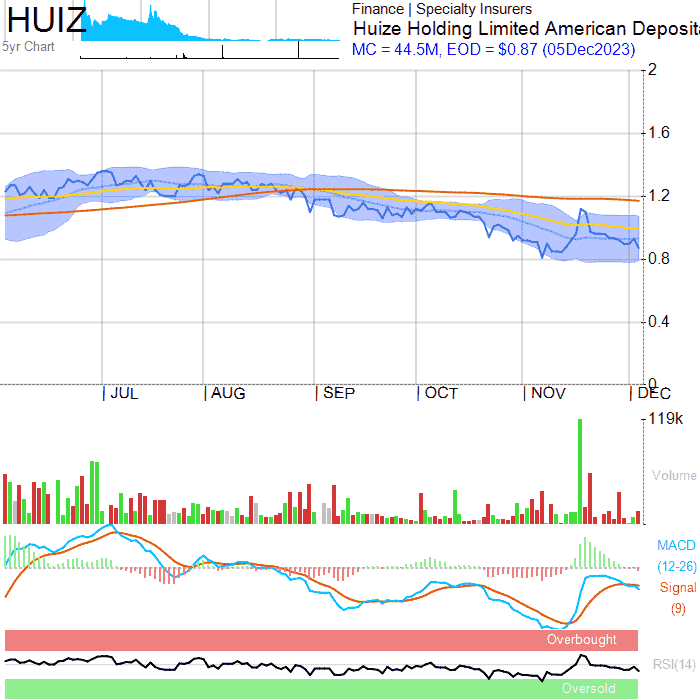 HUIZ
5yr Chart
Finance | Specialty Insurers
Huize Holding Limited American Deposit
MC = 44.5M, EOD = $0.87 (05Dec2023)
2
1.6
1.2
0.8
0.4
0
| JUL | AUG | SEP | OCT | NOV | DEC
119k
Volume
MACD
(12-26)
Signal
(9)
Overbought
RSI(14)
Oversold